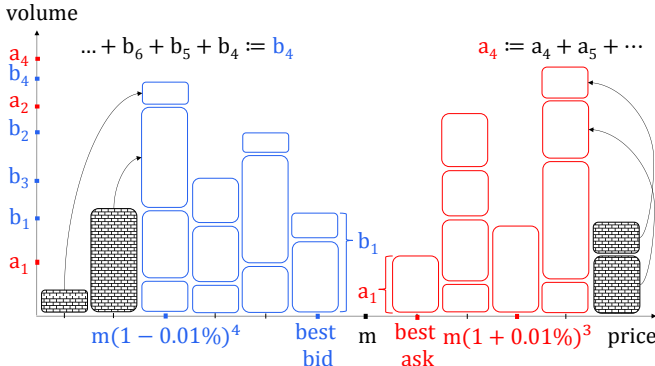 volume
... + b₆ + b₅ + b₄ ≔ b₄
a₄ ≔ a₄ + a₅ + ⋯
a₄
b₄
a₂
b₂
b₃
b₁
a₁
b₁
a₁
m(1 − 0.01%)⁴
best
bid
m
best
ask
m(1 + 0.01%)³
price